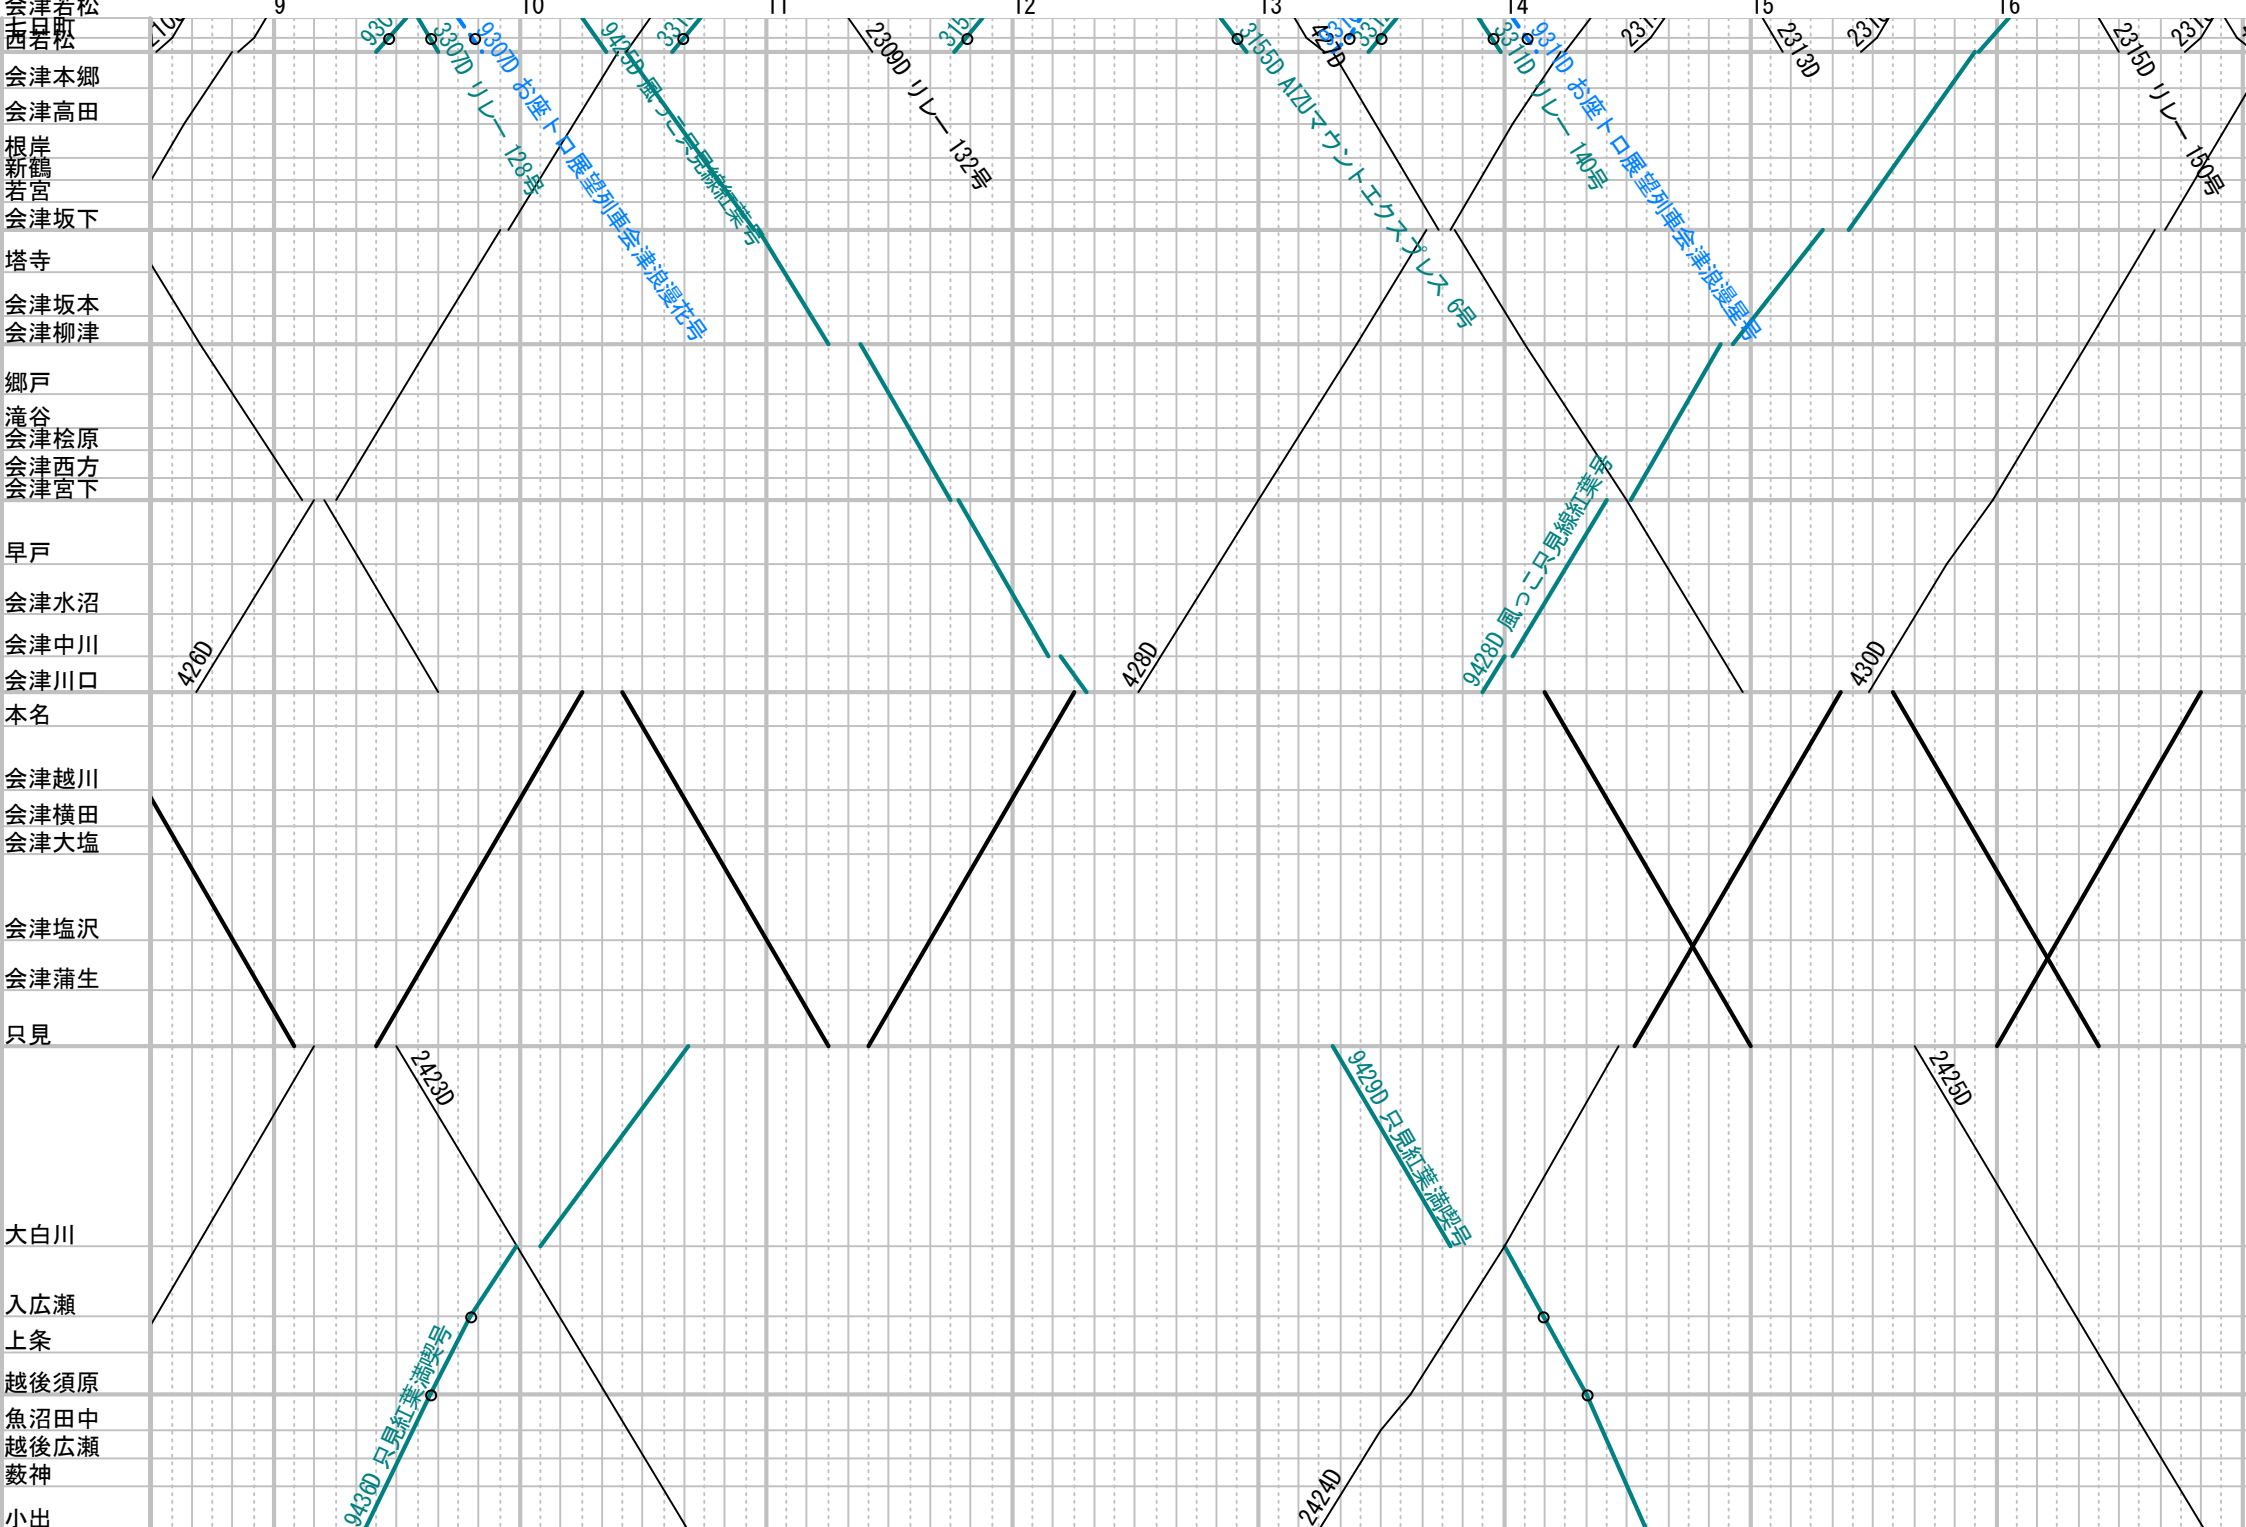 9
10
11
12
13
14
15
16
会津若松
七日町
西若松
会津本郷
会津高田
根岸
新鶴
若宮
会津坂下
塔寺
会津坂本
会津柳津
郷戸
滝谷
会津桧原
会津西方
会津宮下
早戸
会津水沼
会津中川
会津川口
本名
会津越川
会津横田
会津大塩
会津塩沢
会津蒲生
只見
大白川
入広瀬
上条
越後須原
魚沼田中
越後広瀬
薮神
小出
3307D リレー 128号
9307D お座トロ展望列車会津浪漫花号
9425D 風っこ只見線紅葉号
2309D リレー 132号
3155D AIZUマウントエクスプレス 6号
427D
3311D リレー 140号
9311D お座トロ展望列車会津浪漫星号
2313D
2315D リレー 150号
426D
428D
9428D 風っこ只見線紅葉号
430D
2423D
9429D 只見紅葉満喫号
2425D
9436D 只見紅葉満喫号
2424D